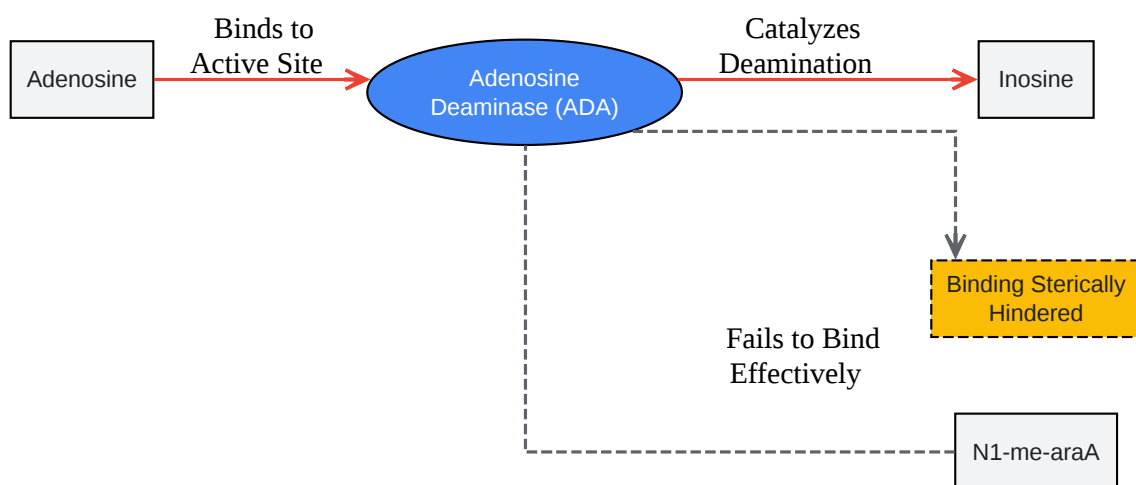 Binds to
Active Site
Catalyzes
Deamination
Adenosine
Adenosine
Deaminase (ADA)
Inosine
Binding Sterically
Hindered
Fails to Bind
Effectively
N1-me-araA